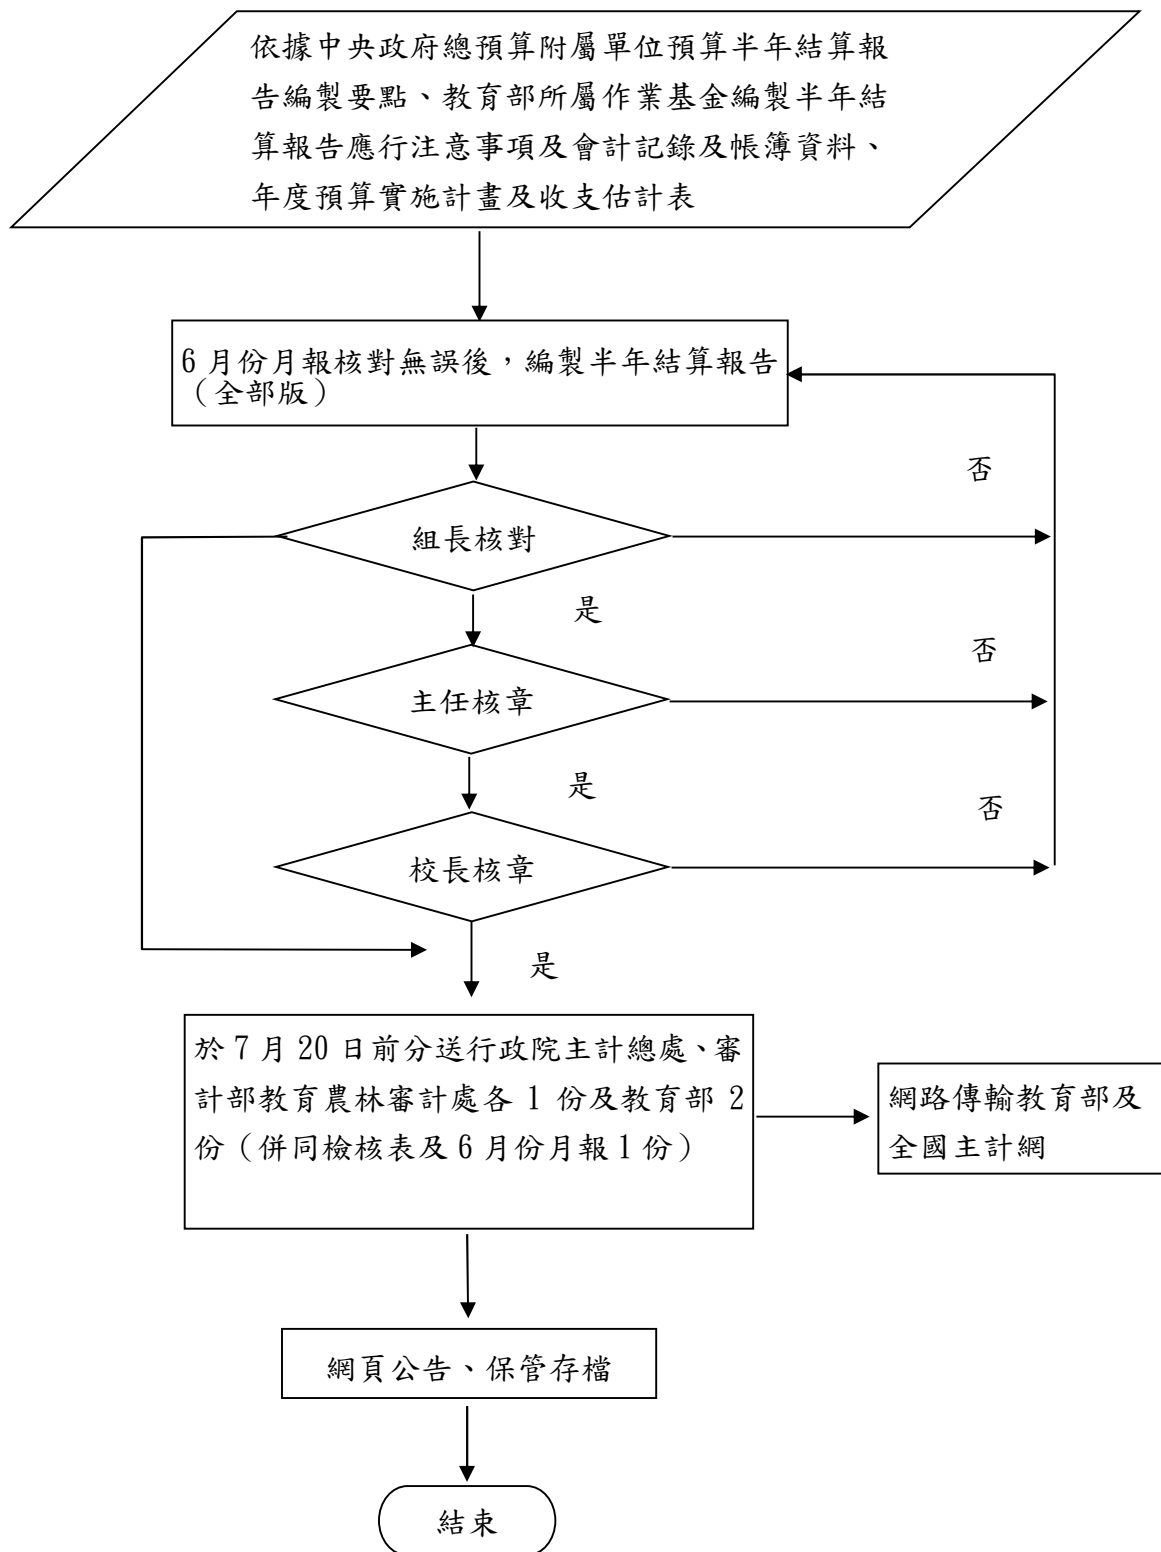 依據中央政府總預算附屬單位預算半年結算報
告編製要點、教育部所屬作業基金編製半年結
算報告應行注意事項及會計記錄及帳簿資料、
年度預算實施計畫及收支估計表
6 月份月報核對無誤後，編製半年結算報告
（全部版）
否
組長核對
是
否
主任核章
是
否
校長核章
是
於 7 月 20 日前分送行政院主計總處、審
計部教育農林審計處各 1 份及教育部 2
份（併同檢核表及 6 月份月報 1 份）
網路傳輸教育部及
全國主計網
網頁公告、保管存檔
結束